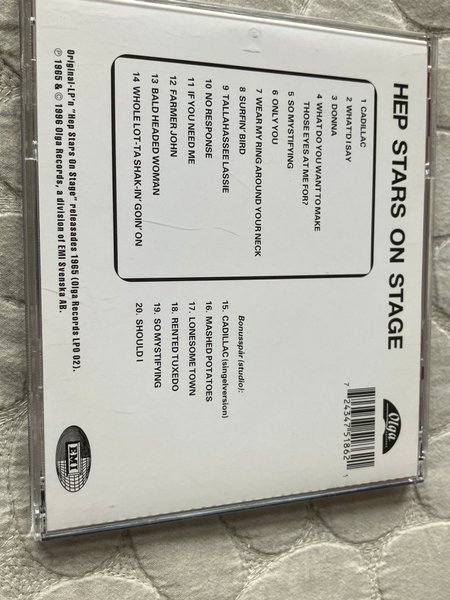 HEP STARS ON STAGE
1 CADILLAC
2 WHAT'D I SAY
3 DONNA
4 WHAT DO YOU WANT TO MAKE
THOSE EYES AT ME FOR?
5 SO MYSTIFYING
6 ONLY YOU
7 WEAR MY RING AROUND YOUR NECK
8 SURFIN' BIRD
9 TALLAHASSEE LASSIE
10 NO RESPONSE
11 IF YOU NEED ME
12 FARMER JOHN
13 BALD HEADED WOMAN
14 WHOLE LOT-TA SHAK-IN' GOIN' ON
Bonusspår (studio):
15. CADILLAC (singelversion)
16. MASHED POTATOES
17. LONESOME TOWN
18. RENTED TUXEDO
19. SO MYSTIFYING
20. SHOULD I
Olga
7 24347 51862 1
Original-LP'n "Hep Stars On Stage" releasades 1965 (Olga Records LPO 02).
℗ 1965 & © 1996 Olga Records, a division of EMI Svenska AB.
EMI